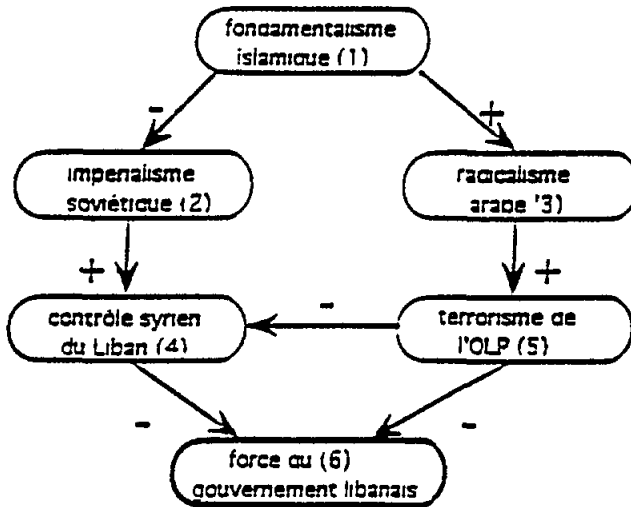 fondamentalisme
islamique (1)
-
+
imperialisme
soviétique (2)
radicalisme
arabe (3)
+
+
contrôle syrien
du Liban (4)
-
terrorisme de
l'OLP (5)
-
-
force du (6)
gouvernement libanais